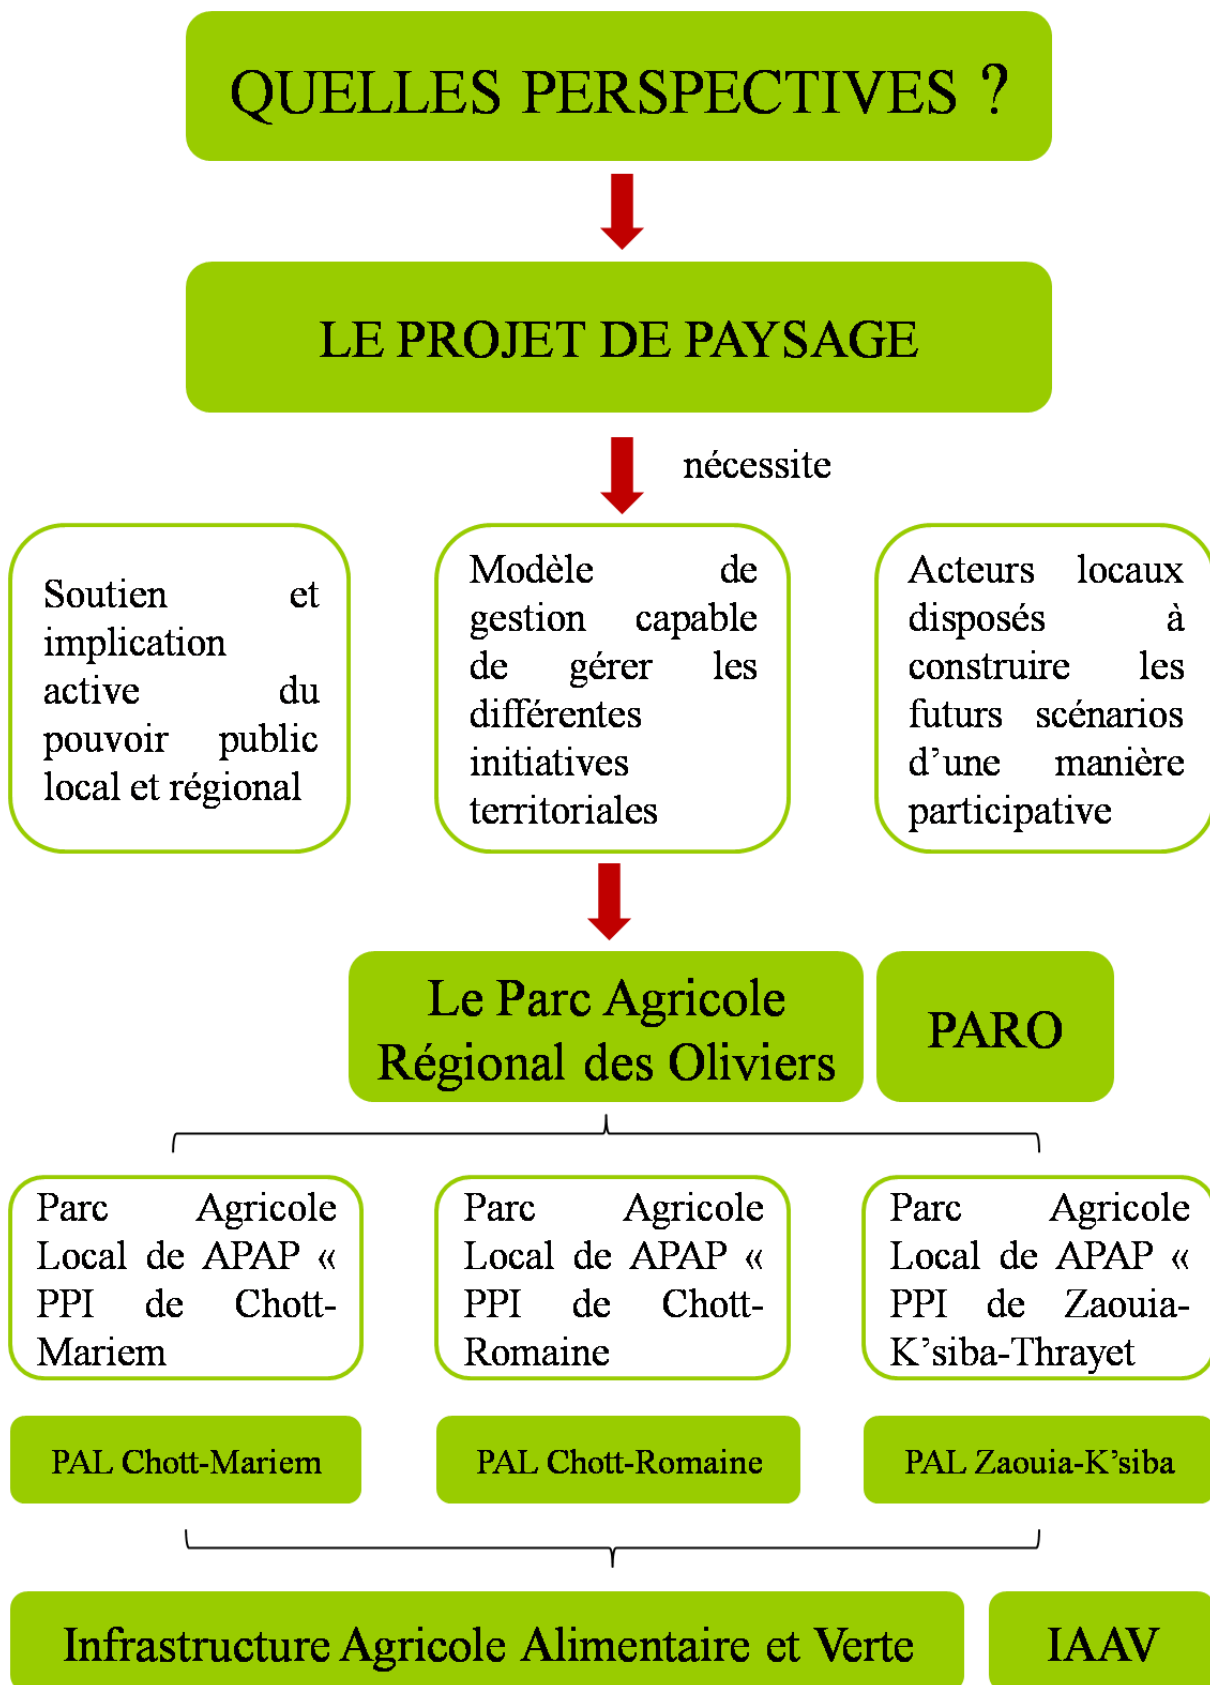 QUELLES PERSPECTIVES ?
LE PROJET DE PAYSAGE
nécessite
Soutien et
implication
active du
pouvoir public
local et régional
Modèle de
gestion capable
de gérer les
différentes
initiatives
territoriales
Acteurs locaux
disposés à
construire les
futurs scénarios
d’une manière
participative
Le Parc Agricole
Régional des Oliviers
PARO
Parc Agricole
Local de APAP «
PPI de Chott-
Mariem
Parc Agricole
Local de APAP «
PPI de Chott-
Romaine
Parc Agricole
Local de APAP «
PPI de Zaouia-
K’siba-Thrayet
PAL Chott-Mariem
PAL Chott-Romaine
PAL Zaouia-K’siba
Infrastructure Agricole Alimentaire et Verte
IAAV